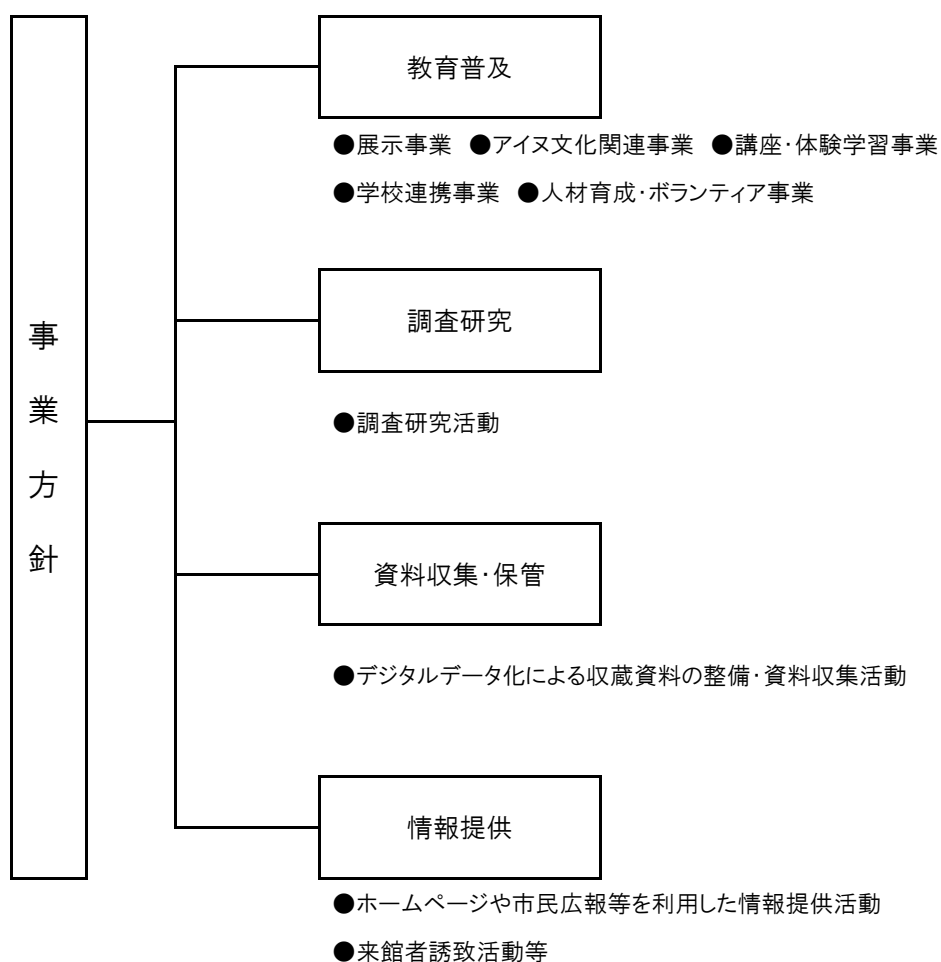 事業方針
教育普及
●展示事業 ●アイヌ文化関連事業 ●講座・体験学習事業
●学校連携事業 ●人材育成・ボランティア事業
調査研究
●調査研究活動
資料収集・保管
●デジタルデータ化による収蔵資料の整備・資料収集活動
情報提供
●ホームページや市民広報等を利用した情報提供活動
●来館者誘致活動等